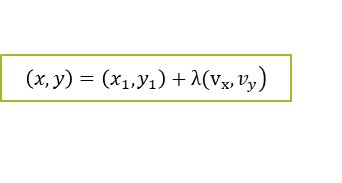 (x, y) = (x₁, y₁) + λ(vₓ, v_y)